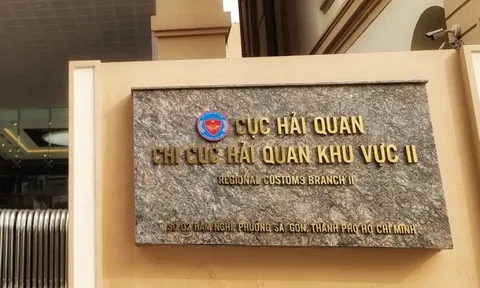 CỤC HẢI QUAN
CHI CỤC HẢI QUAN KHU VỰC II
REGIONAL CUSTOMS BRANCH II
SỐ 02 HÀM NGHI, PHƯỜNG SÀI GÒN, THÀNH PHỐ HỒ CHÍ MINH